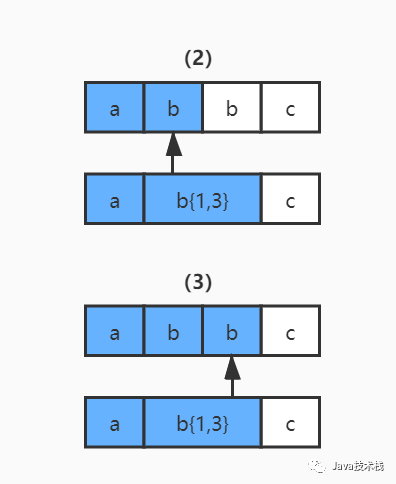 (2)
a b b c
a b{1,3} c
(3)
a b b c
a b{1,3} c
Java技术栈